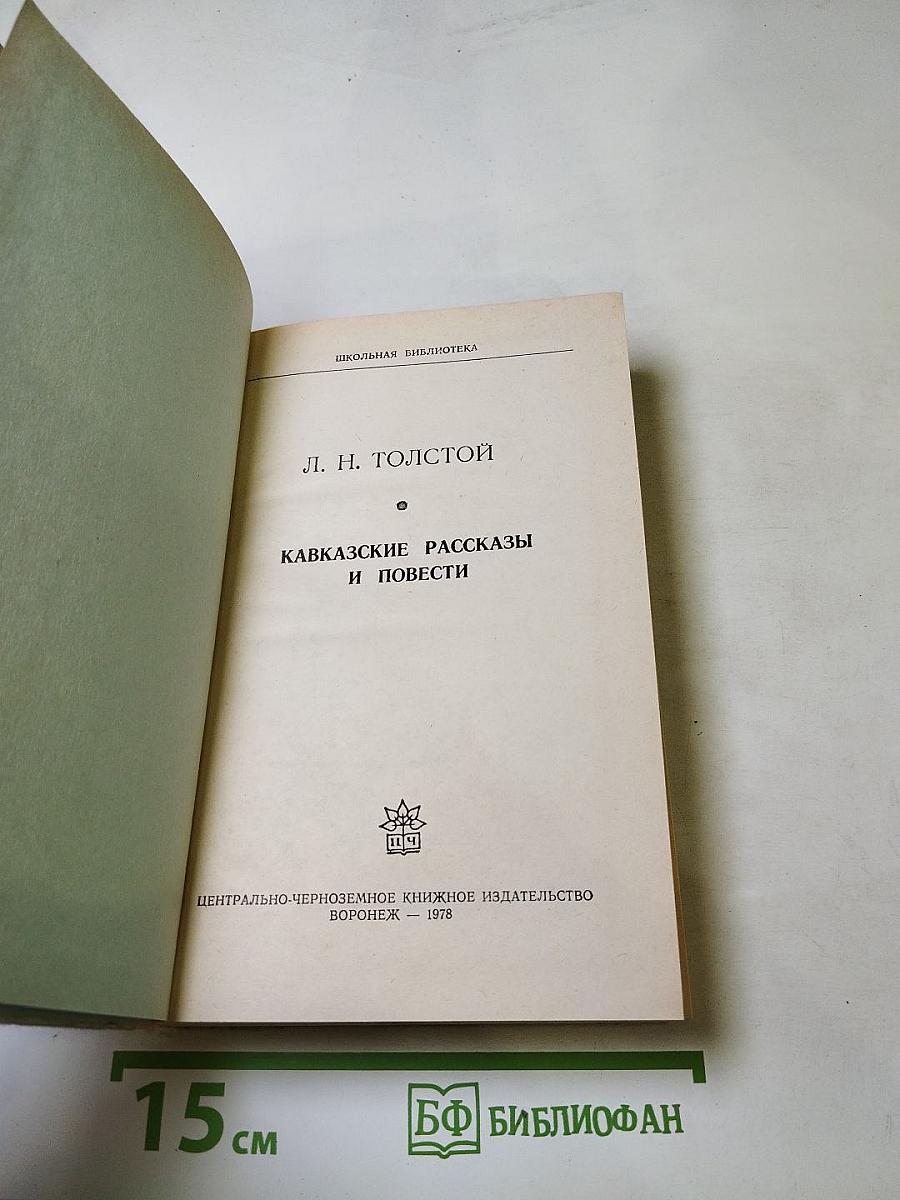 ШКОЛЬНАЯ БИБЛИОТЕКА
Л. Н. ТОЛСТОЙ
КАВКАЗСКИЕ РАССКАЗЫ
И ПОВЕСТИ
ЦЧ
ЦЕНТРАЛЬНО-ЧЕРНОЗЕМНОЕ КНИЖНОЕ ИЗДАТЕЛЬСТВО
ВОРОНЕЖ — 1978
15 см
БФ БИБЛИОФАН